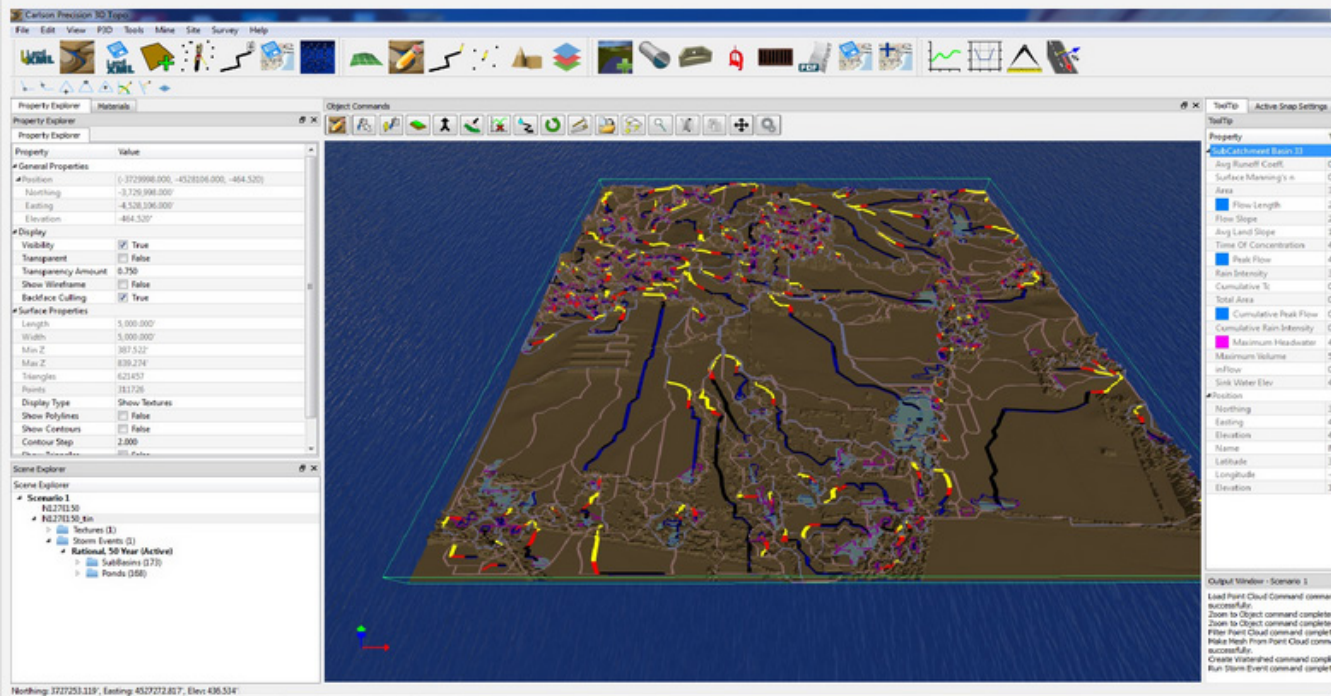 Carlson Precision 3D Topo
File Edit View P3D Tools Mine Site Survey Help
Land XML
Land XML
PDF
Property Explorer Materials
Object Commands
ToolTip Active Snap Settings
Property Explorer
ToolTip
Property Explorer
Property
Property Value
SubCatchment Basin 33
General Properties
Avg Runoff Coeff.
Position (-3729998.000, -4528106.000, -464.520)
Surface Manning's n
Northing -3,729,998.000'
Area
Easting -4,528,106.000'
Flow Length
Elevation -464.520'
Flow Slope
Display
Avg Land Slope
Visibility True
Time Of Concentration
Transparent False
Peak Flow
Transparency Amount 0.750
Rain Intensity
Show Wireframe False
Cumulative Tc
Backface Culling True
Total Area
Surface Properties
Cumulative Peak Flow
Length 5,000.000'
Cumulative Rain Intensity
Width 5,000.000'
Maximum Headwater
Min Z 387.522'
Maximum Volume
Max Z 839.274'
inFlow
Triangles 621457
Sink Water Elev
Points 311726
Position
Display Type Show Textures
Northing
Show Polylines False
Easting
Show Contours False
Elevation
Contour Step 2.000
Name
Latitude
Longitude
Elevation
Scene Explorer
Scene Explorer
Scenario 1
N127E150
N127E150_tin
Textures (1)
Storm Events (1)
Rational, 50 Year (Active)
SubBasins (173)
Ponds (168)
Output Window - Scenario 1
Load Point Cloud Command
successfully.
Zoom to Object command
Zoom to Object command
Filter Point Cloud command
Make Mesh From Point Cloud
successfully.
Create Watershed command
Run Storm Event command
Northing: 3727253.119', Easting: 4527272.817', Elev: 436.534'